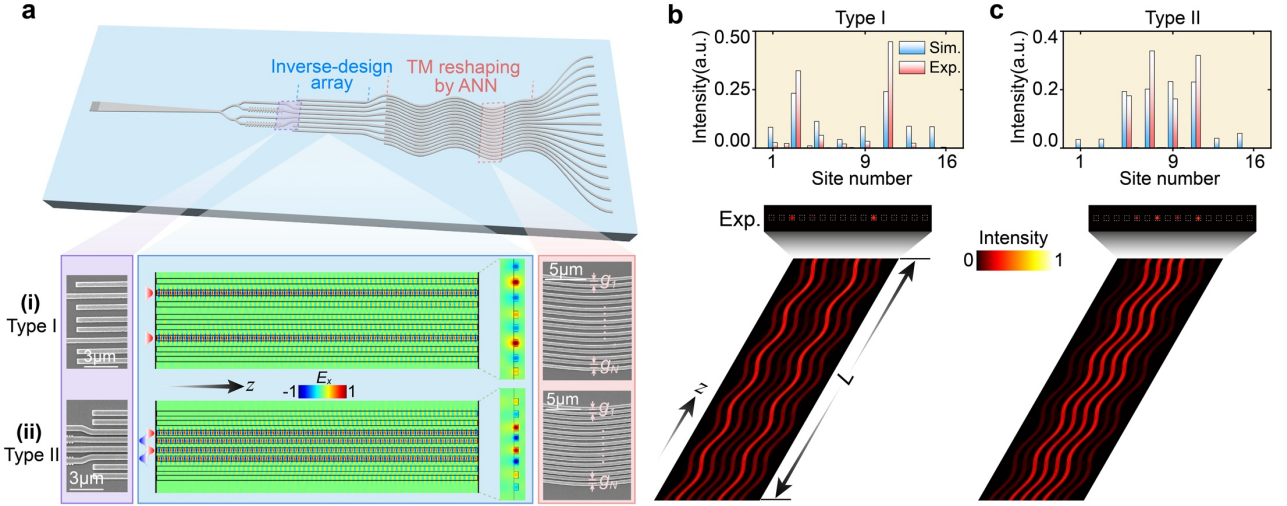 a
Inverse-design
array
TM reshaping
by ANN
(i)
Type I
3μm
5μm
g1
gN
z
Ex
-1
1
(ii)
Type II
3μm
5μm
g1
gN
b
Type I
Intensity(a.u.)
0.50
0.25
0.00
Sim.
Exp.
1
9
16
Site number
Exp.
z
L
c
Type II
Intensity(a.u.)
0.4
0.2
0.0
1
9
16
Site number
Intensity
0
1